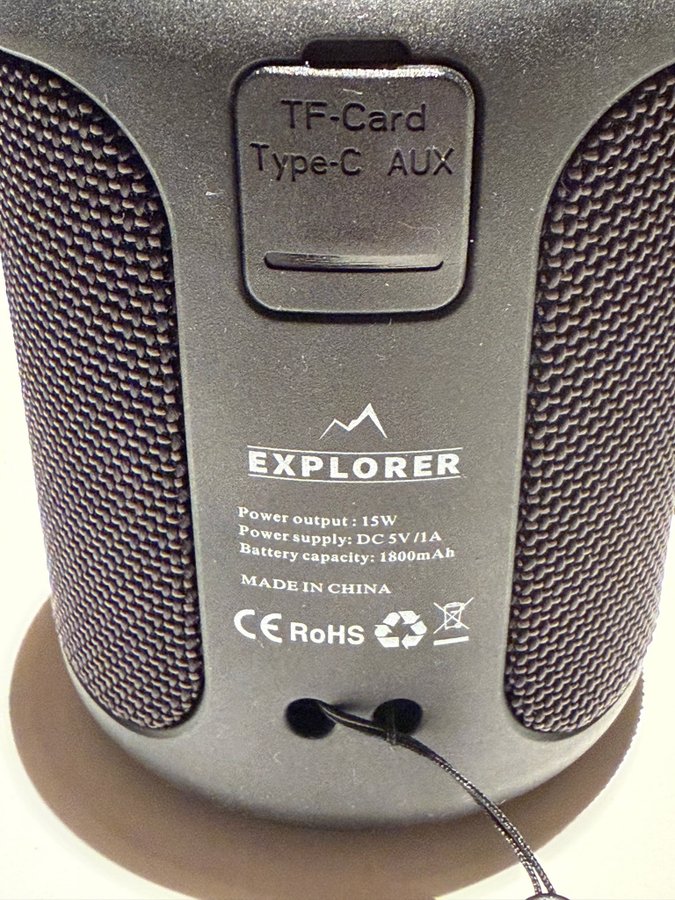 TF-Card
Type-C AUX
EXPLORER
Power output : 15W
Power supply: DC 5V /1A
Battery capacity: 1800mAh
MADE IN CHINA
CE RoHS